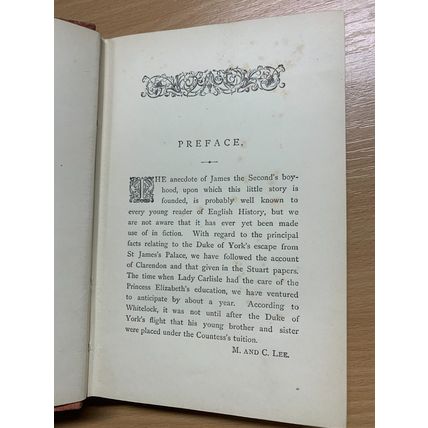 PREFACE.
THE anecdote of James the Second's boy-
hood, upon which this little story is
founded, is probably well known to
every young reader of English History, but we
are not aware that it has ever yet been made
use of in fiction. With regard to the principal
facts relating to the Duke of York's escape from
St James's Palace, we have followed the account
of Clarendon and that given in the Stuart papers.
The time when Lady Carlisle had the care of the
Princess Elizabeth's education, we have ventured
to anticipate by about a year. According to
Whitelock, it was not until after the Duke of
York's flight that his young brother and sister
were placed under the Countess's tuition.
M. AND C. LEE.